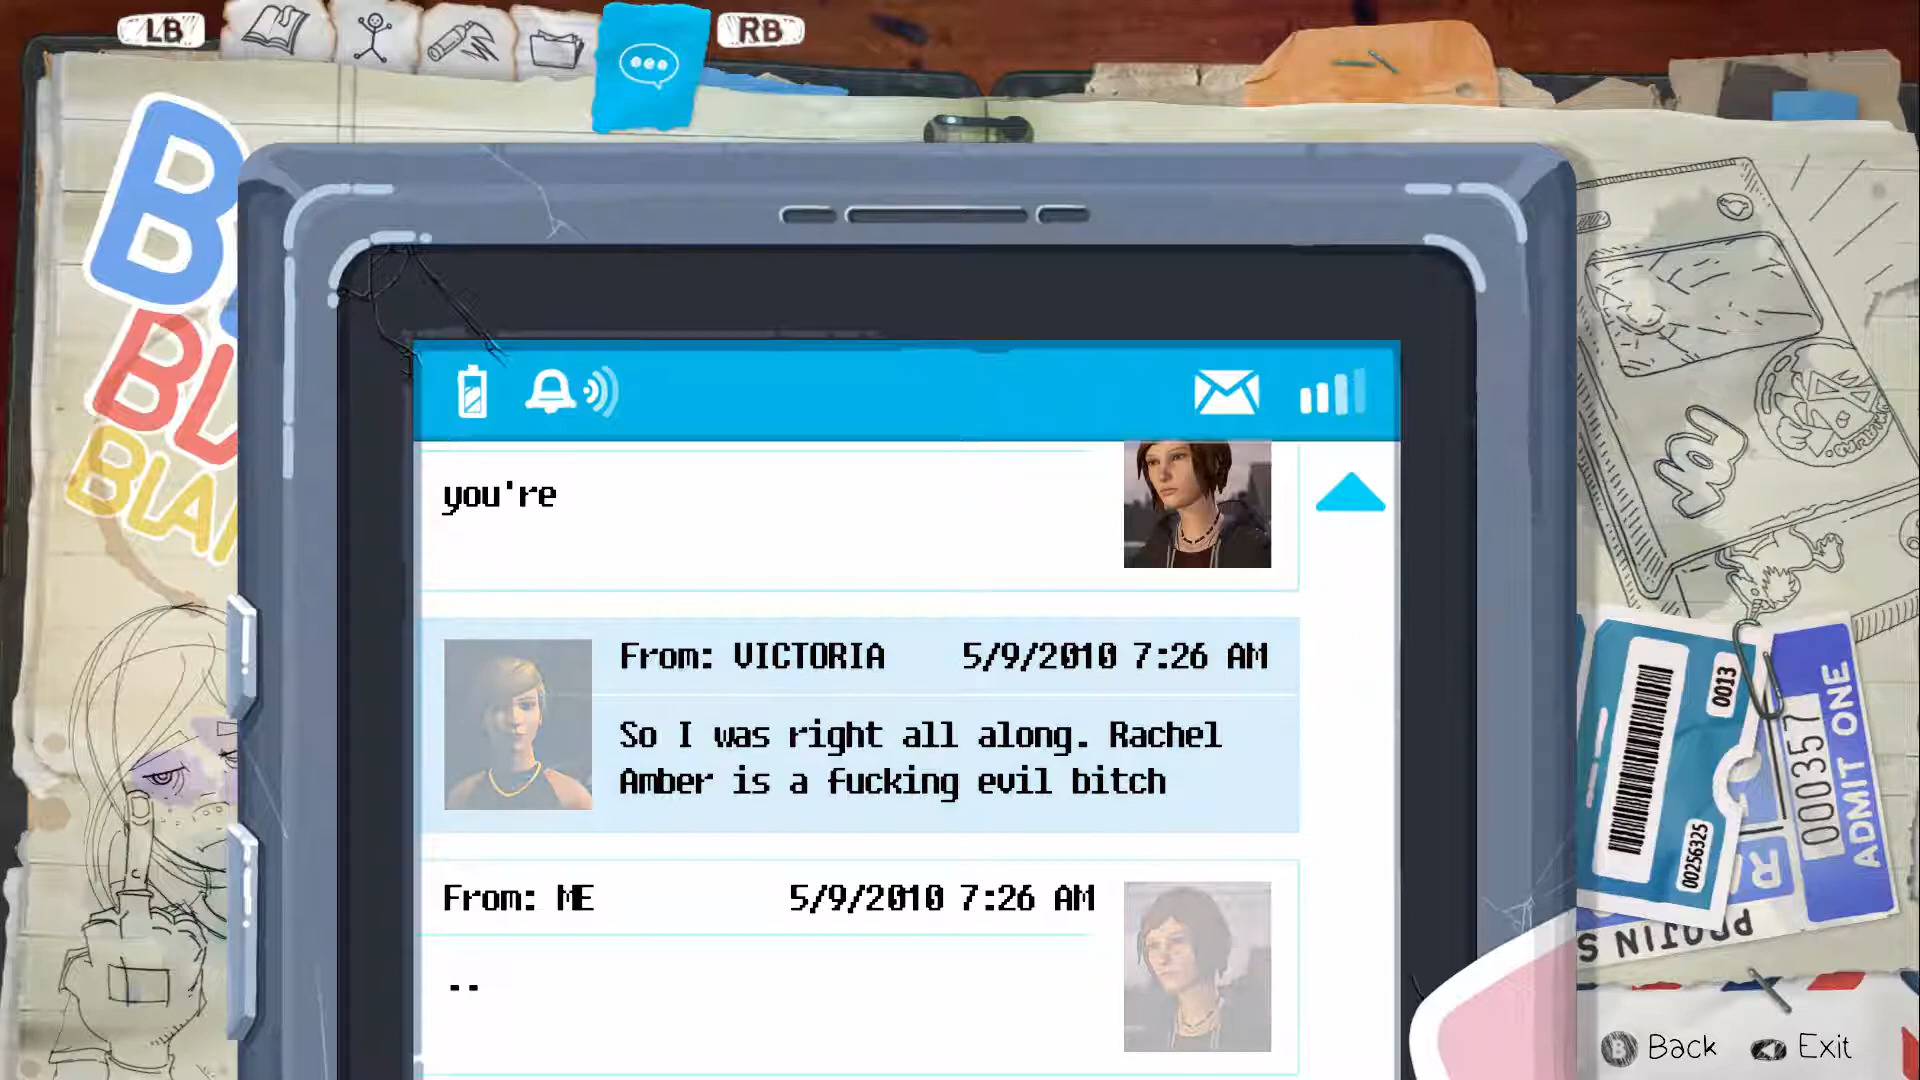 LB
RB
BL
BLA
you're
From: VICTORIA 5/9/2010 7:26 AM
So I was right all along. Rachel
Amber is a fucking evil bitch
From: ME 5/9/2010 7:26 AM
..
0013
00256325
000357
ADMIT ONE
Back
Exit